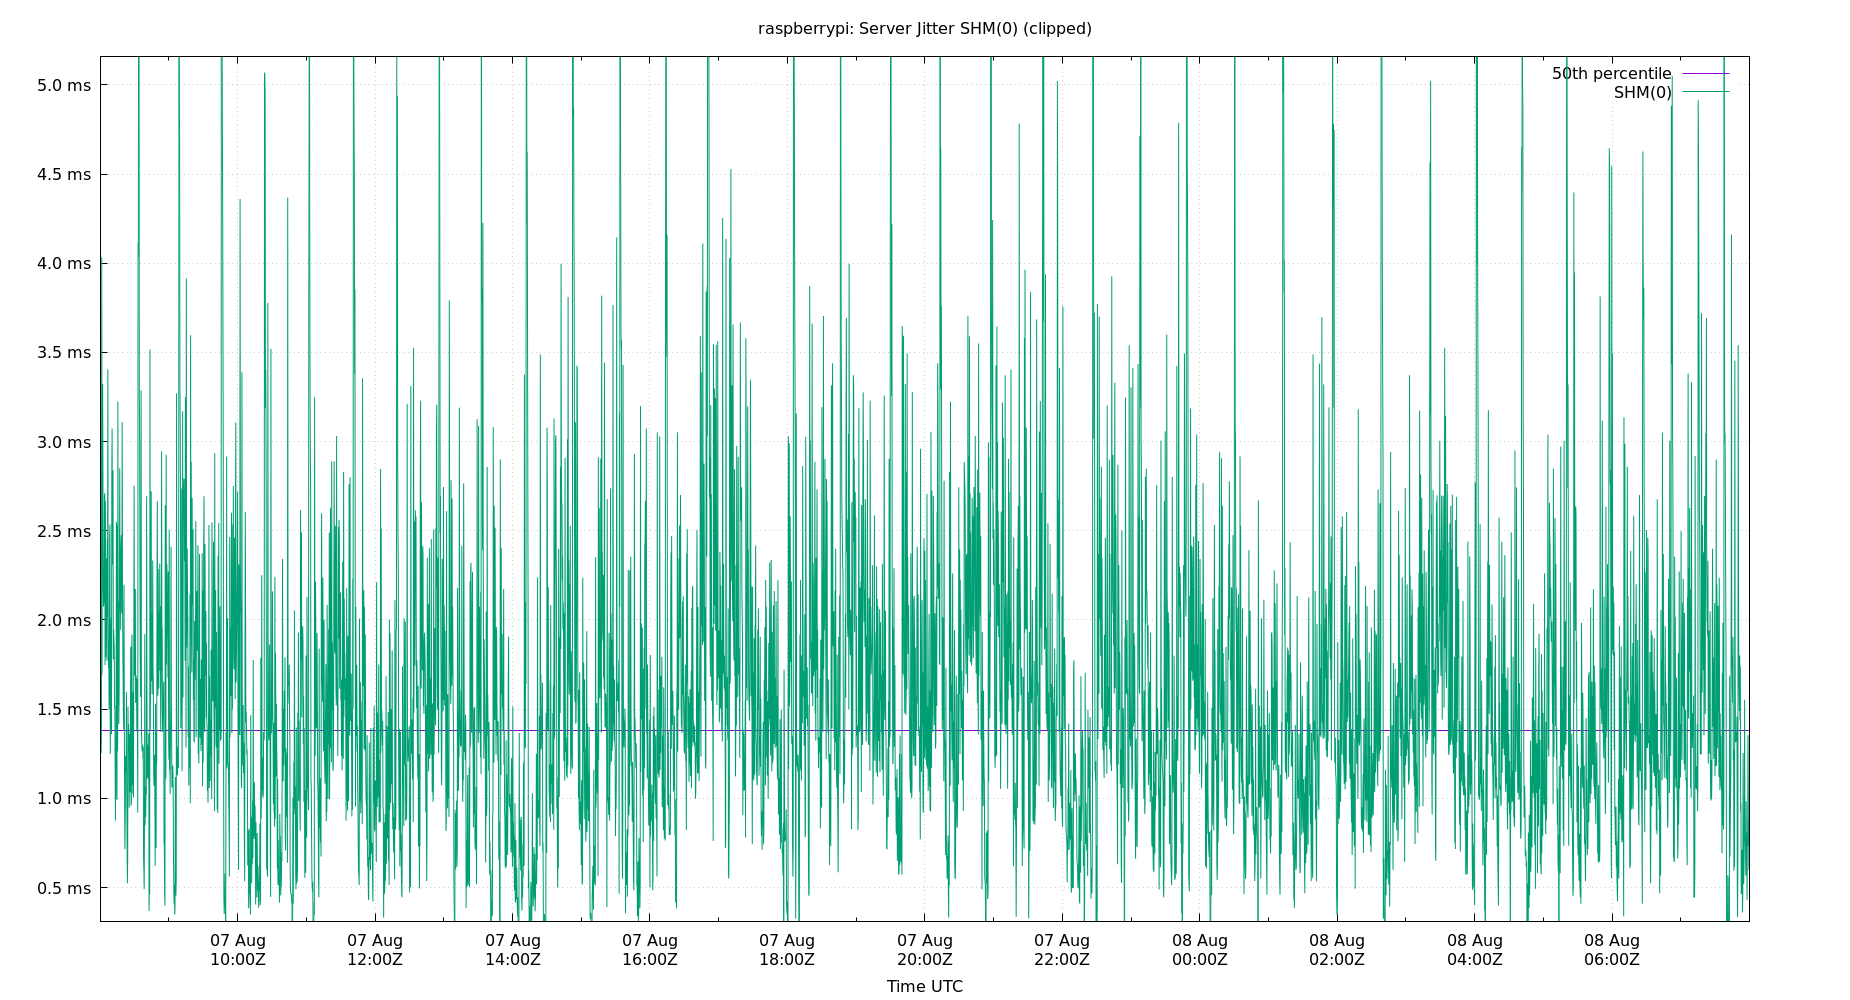 raspberrypi: Server Jitter SHM(0) (clipped)
50th percentile
SHM(0)
5.0 ms
4.5 ms
4.0 ms
3.5 ms
3.0 ms
2.5 ms
2.0 ms
1.5 ms
1.0 ms
0.5 ms
07 Aug 07 Aug 07 Aug 07 Aug 07 Aug 07 Aug 07 Aug 08 Aug 08 Aug 08 Aug 08 Aug
10:00Z 12:00Z 14:00Z 16:00Z 18:00Z 20:00Z 22:00Z 00:00Z 02:00Z 04:00Z 06:00Z
Time UTC